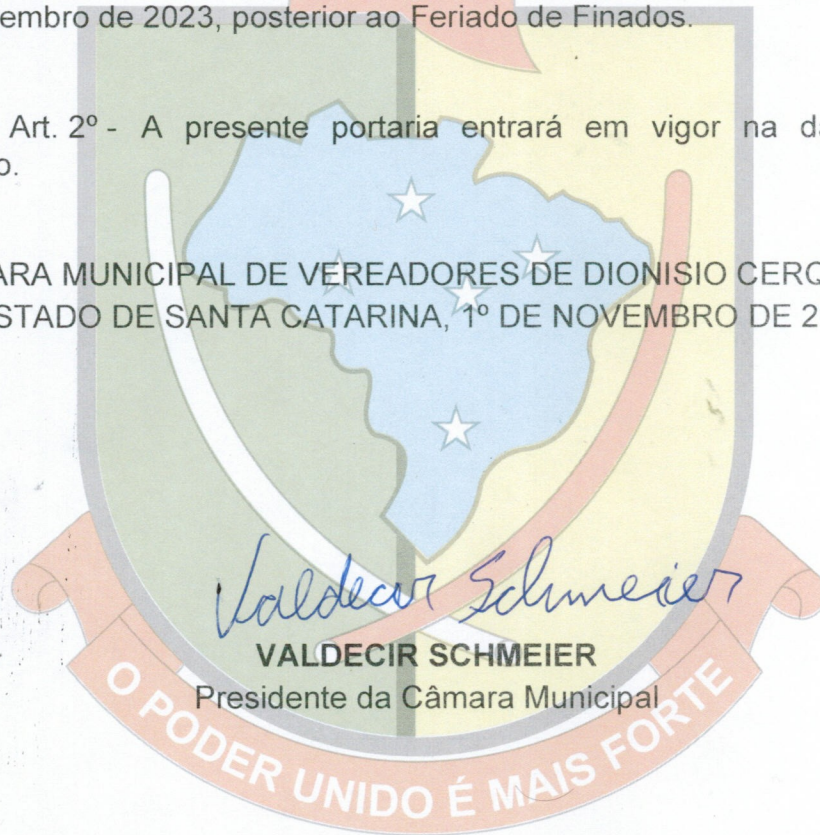 embro de 2023, posterior ao Feriado de Finados.
Art. 2º - A presente portaria entrará em vigor na da
o.
ARA MUNICIPAL DE VEREADORES DE DIONISIO CERQ
STADO DE SANTA CATARINA, 1º DE NOVEMBRO DE 2
Valdecir Schmeier
VALDECIR SCHMEIER
Presidente da Câmara Municipal
O PODER UNIDO É MAIS FORTE